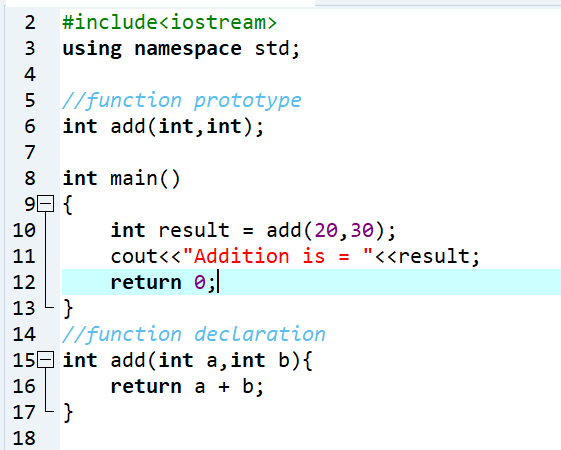 2 #include<iostream>
3 using namespace std;
4
5 //function prototype
6 int add(int,int);
7
8 int main()
9 {
10     int result = add(20,30);
11     cout<<"Addition is = "<<result;
12     return 0;
13 }
14 //function declaration
15 int add(int a,int b){
16     return a + b;
17 }
18